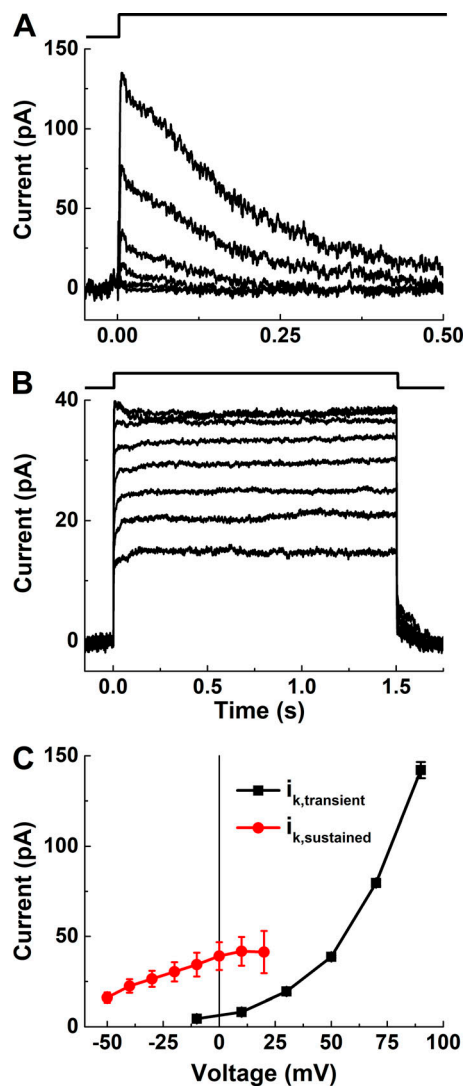 A
150
100
50
0
Current (pA)
0.00 0.25 0.50
B
40
20
0
Current (pA)
0.0 0.5 1.0 1.5
Time (s)
C
150
100
50
0
Current (pA)
i k,transient
i k,sustained
-50 -25 0 25 50 75 100
Voltage (mV)